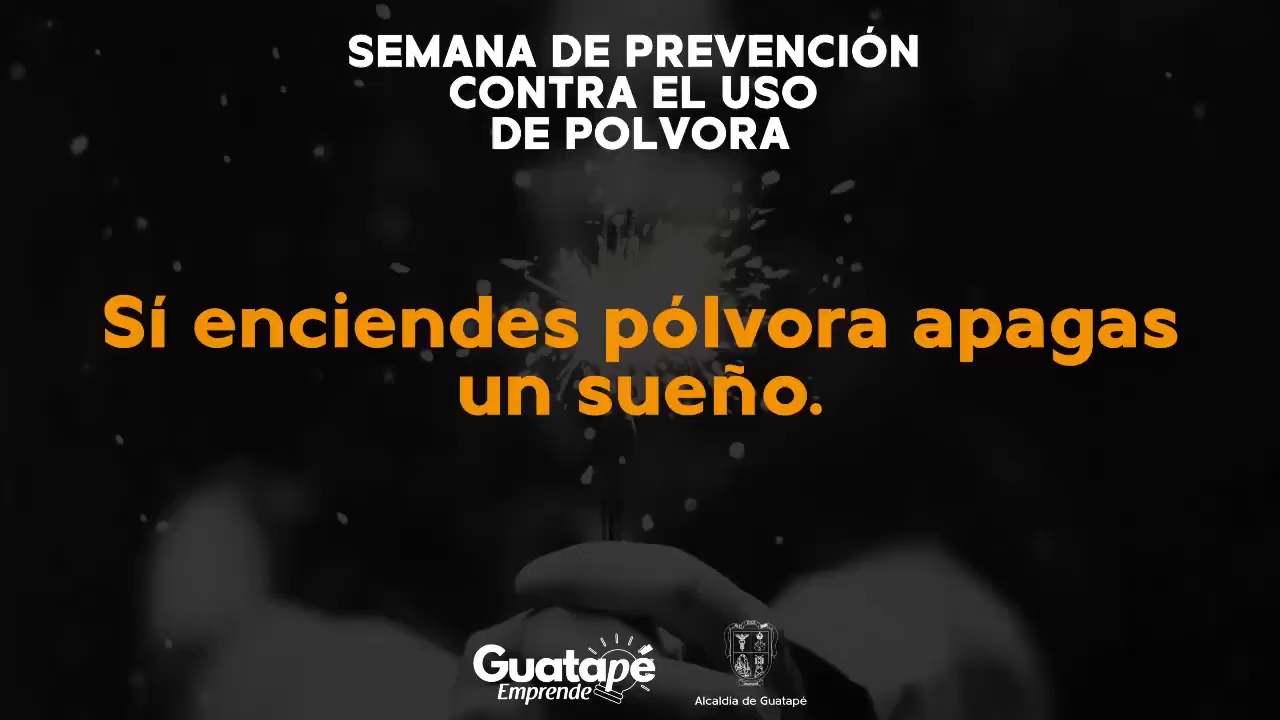 SEMANA DE PREVENCIÓN
CONTRA EL USO
DE POLVORA
Sí enciendes pólvora apagas
un sueño.
Guatapé
Emprende
Alcaldía de Guatapé